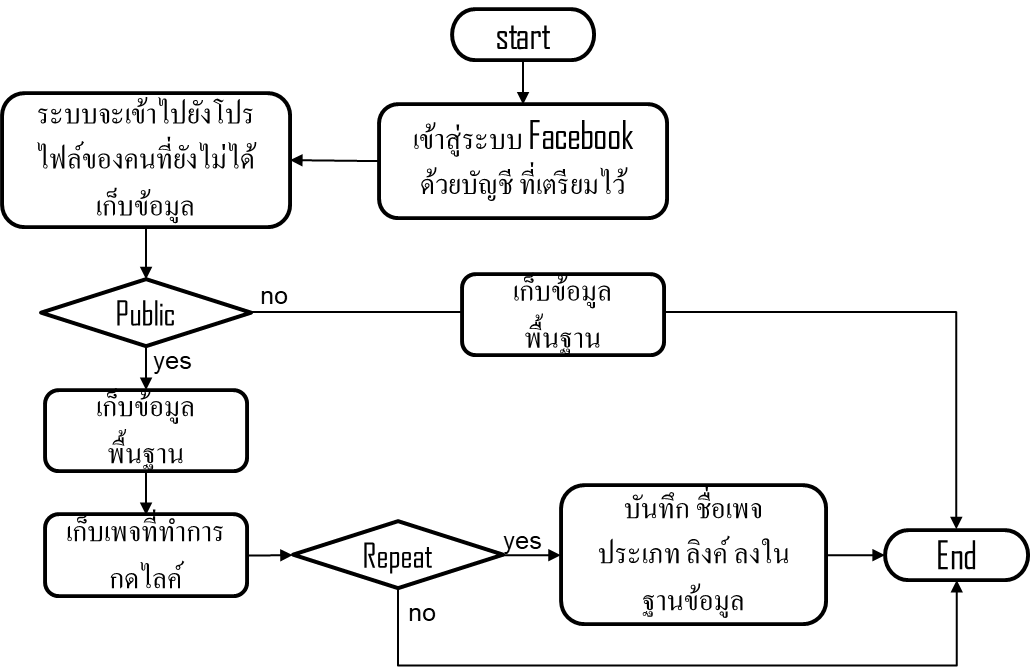 start
เข้าสู่ระบบ Facebook
ด้วยบัญชี ที่เตรียมไว้
ระบบจะเข้าไปยังโปร
ไฟล์ของคนที่ยังไม่ได้
เก็บข้อมูล
Public
no
เก็บข้อมูล
พื้นฐาน
yes
เก็บข้อมูล
พื้นฐาน
เก็บเพจที่ทำการ
กดไลค์
Repeat
yes
บันทึก ชื่อเพจ
ประเภท ลิงค์ ลงใน
ฐานข้อมูล
no
End